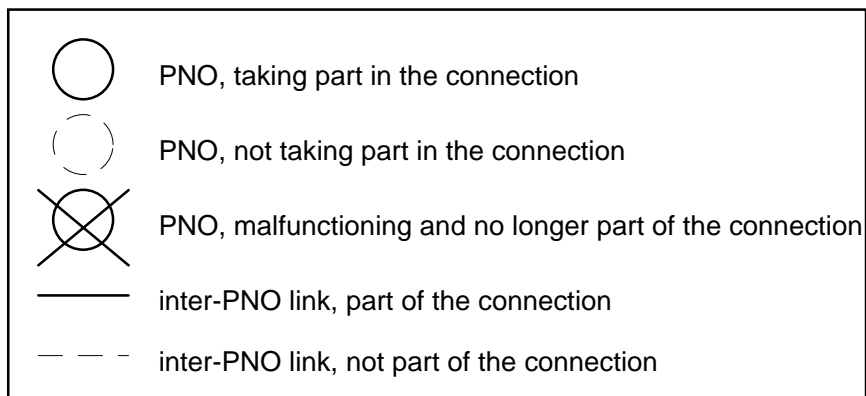 PNO, taking part in the connection
PNO, not taking part in the connection
PNO, malfunctioning and no longer part of the connection
inter-PNO link, part of the connection
inter-PNO link, not part of the connection